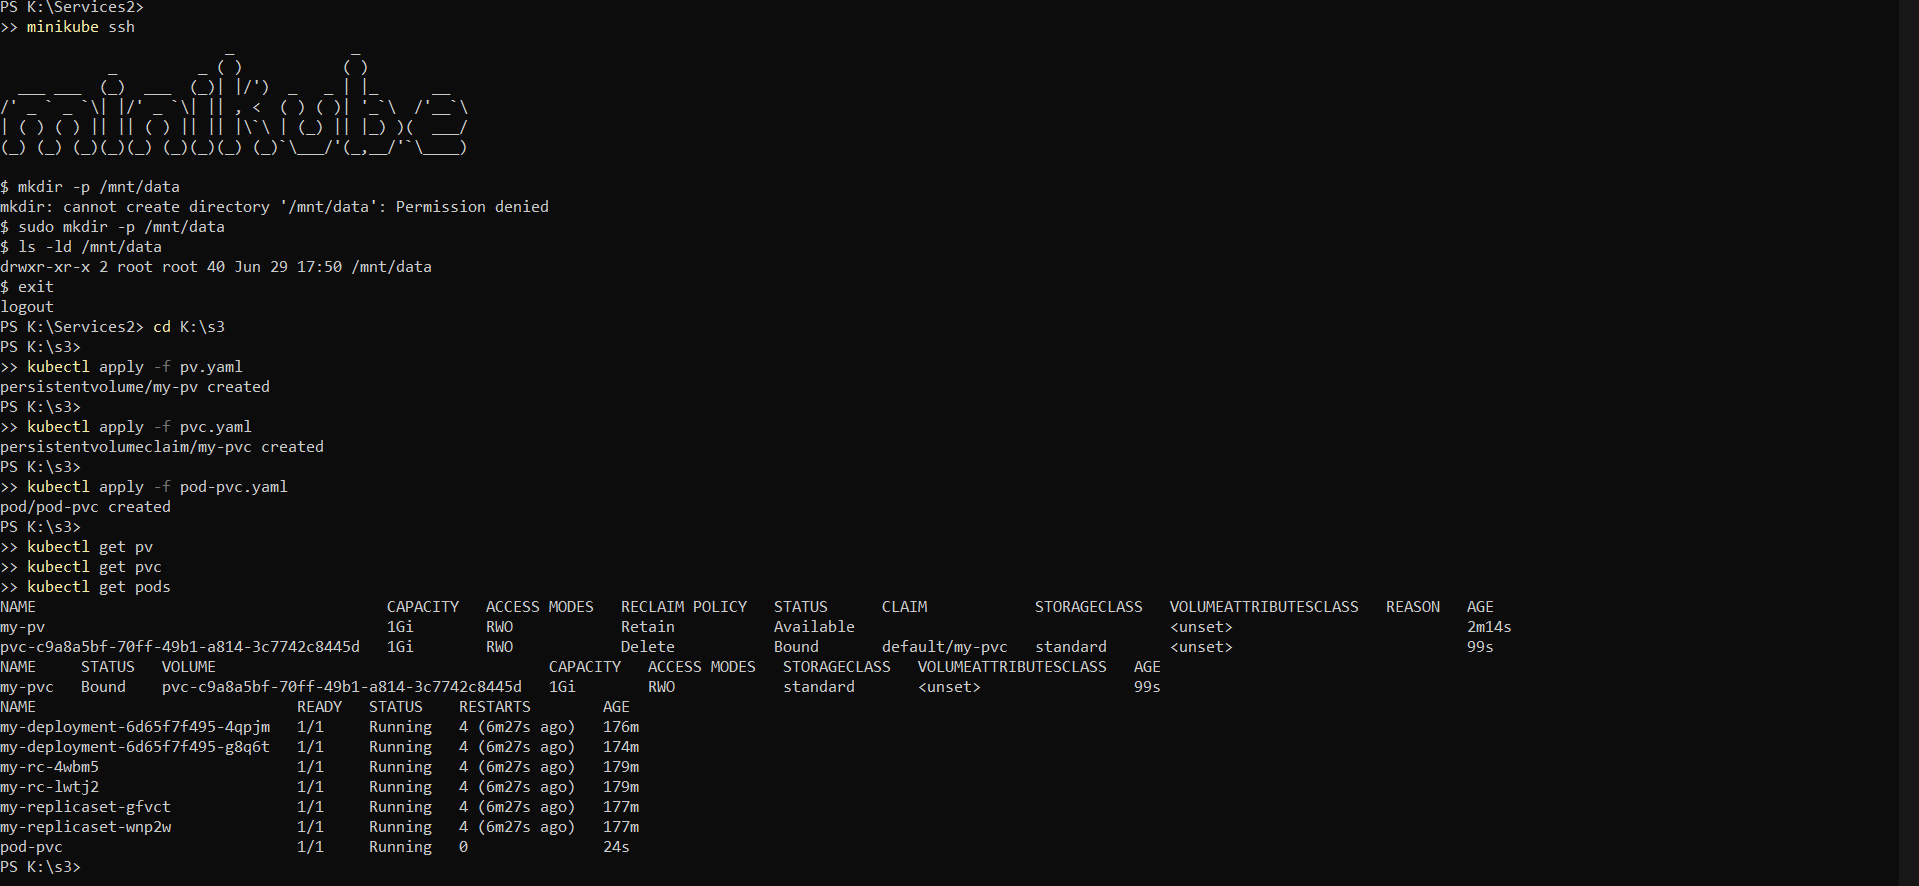 PS K:\Services2>
>> minikube ssh
                         _             _
            _         _ ( )           ( )
  ___ ___  (_)  ___  (_)| |/')  _   _ | |_      __
/' _ ` _ `\| |/' _ `\| || , <  ( ) ( )| '_`\  /'__`\
| ( ) ( ) || || ( ) || || |\`\ | (_) || |_) )(  ___/
(_) (_) (_)(_)(_) (_)(_)(_) (_)`\___/'(_,__/'`\____)
$ mkdir -p /mnt/data
mkdir: cannot create directory '/mnt/data': Permission denied
$ sudo mkdir -p /mnt/data
$ ls -ld /mnt/data
drwxr-xr-x 2 root root 40 Jun 29 17:50 /mnt/data
$ exit
logout
PS K:\Services2> cd K:\s3
PS K:\s3>
>> kubectl apply -f pv.yaml
persistentvolume/my-pv created
PS K:\s3>
>> kubectl apply -f pvc.yaml
persistentvolumeclaim/my-pvc created
PS K:\s3>
>> kubectl apply -f pod-pvc.yaml
pod/pod-pvc created
PS K:\s3>
>> kubectl get pv
>> kubectl get pvc
>> kubectl get pods
NAME                                       CAPACITY   ACCESS MODES   RECLAIM POLICY   STATUS      CLAIM            STORAGECLASS   VOLUMEATTRIBUTESCLASS   REASON   AGE
my-pv                                      1Gi        RWO            Retain           Available                                   <unset>                          2m14s
pvc-c9a8a5bf-70ff-49b1-a814-3c7742c8445d   1Gi        RWO            Delete           Bound       default/my-pvc   standard       <unset>                          99s
NAME     STATUS   VOLUME                                     CAPACITY   ACCESS MODES   STORAGECLASS   VOLUMEATTRIBUTESCLASS   AGE
my-pvc   Bound    pvc-c9a8a5bf-70ff-49b1-a814-3c7742c8445d   1Gi        RWO            standard       <unset>                 99s
NAME                             READY   STATUS    RESTARTS        AGE
my-deployment-6d65f7f495-4qpjm   1/1     Running   4 (6m27s ago)   176m
my-deployment-6d65f7f495-g8q6t   1/1     Running   4 (6m27s ago)   174m
my-rc-4wbm5                      1/1     Running   4 (6m27s ago)   179m
my-rc-lwtj2                      1/1     Running   4 (6m27s ago)   179m
my-replicaset-gfvct              1/1     Running   4 (6m27s ago)   177m
my-replicaset-wnp2w              1/1     Running   4 (6m27s ago)   177m
pod-pvc                          1/1     Running   0               24s
PS K:\s3>